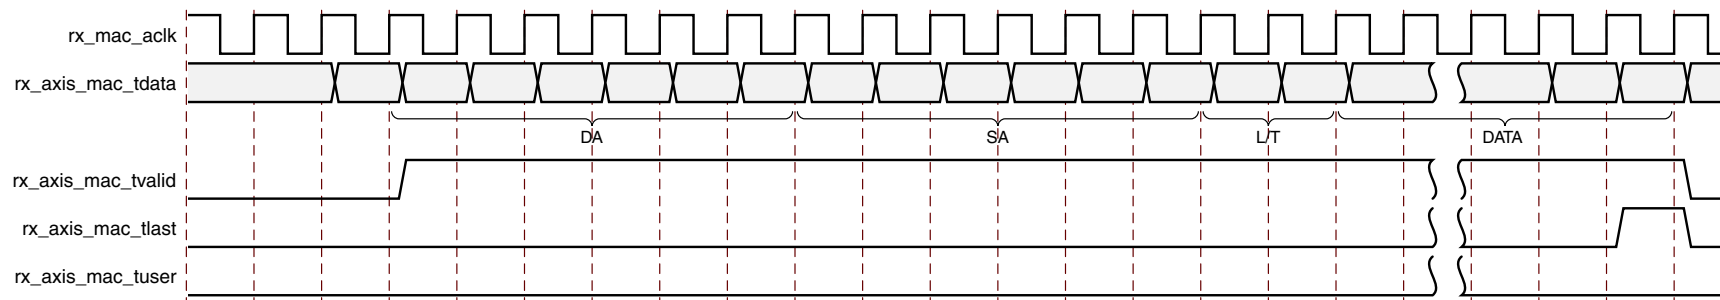 rx_mac_aclk
rx_axis_mac_tdata
DA
SA
L/T
DATA
rx_axis_mac_tvalid
rx_axis_mac_tlast
rx_axis_mac_tuser